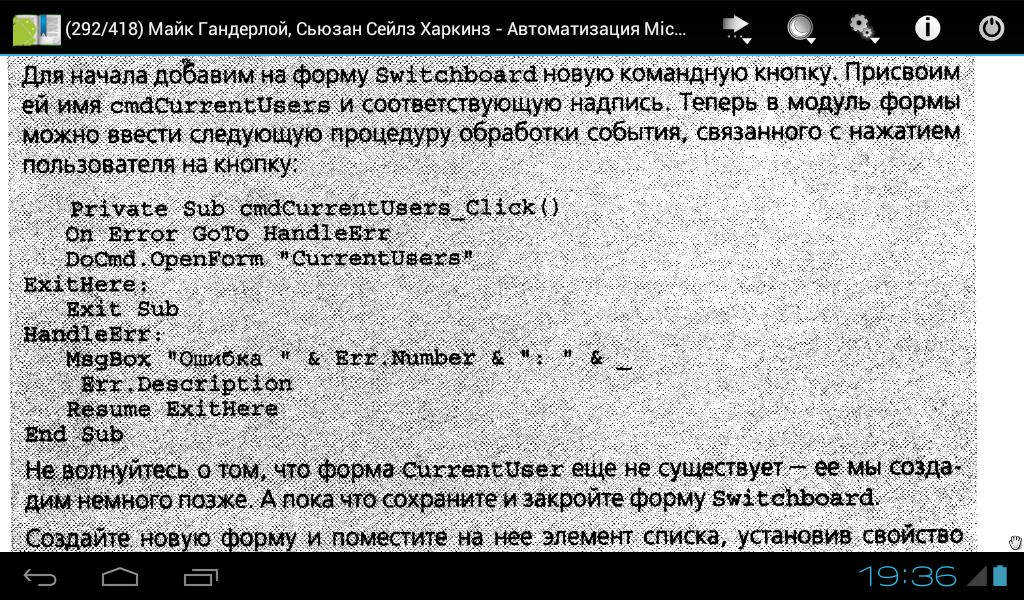 (292/418) Майк Гандерлой, Сьюзан Сейлз Харкинз - Автоматизация Mic...
Для начала добавим на форму Switchboard новую командную кнопку. Присвоим
ей имя cmdCurrentUsers и соответствующую надпись. Теперь в модуль формы
можно ввести следующую процедуру обработки события, связанного с нажатием
пользователя на кнопку:
Private Sub cmdCurrentUsers_Click()
On Error GoTo HandleErr
DoCmd.OpenForm "CurrentUsers"
ExitHere:
Exit Sub
HandleErr:
MsgBox "Ошибка " & Err.Number & ": " & _
Err.Description
Resume ExitHere
End Sub
Не волнуйтесь о том, что форма CurrentUser еще не существует — ее мы созда-
дим немного позже. А пока что сохраните и закройте форму Switchboard.
Создайте новую форму и поместите на нее элемент списка, установив свойство
19:36